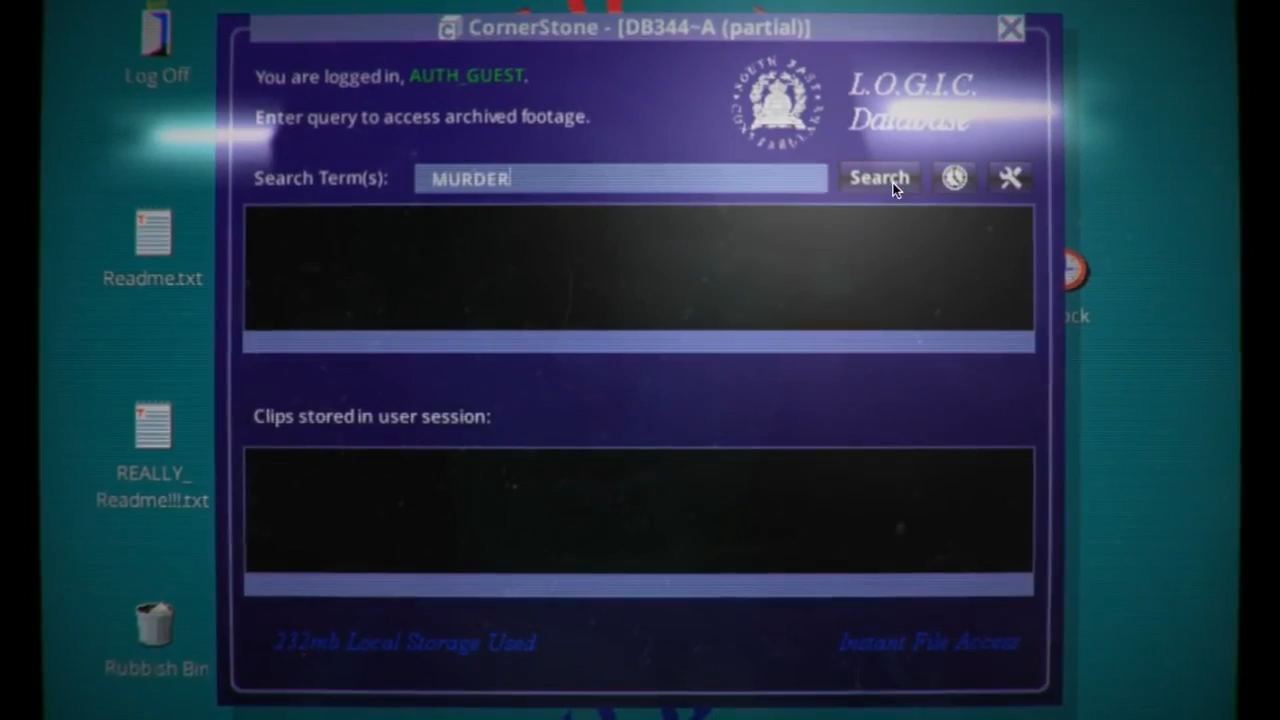 CornerStone - [DB344~A (partial)]
Log Off
You are logged in, AUTH_GUEST.
L.O.G.I.C.
Database
Enter query to access archived footage.
Search Term(s):
MURDER
Search
Readme.txt
ock
Clips stored in user session:
REALLY_
Readme!!!.txt
232mb Local Storage Used
Instant File Access
Rubbish Bin